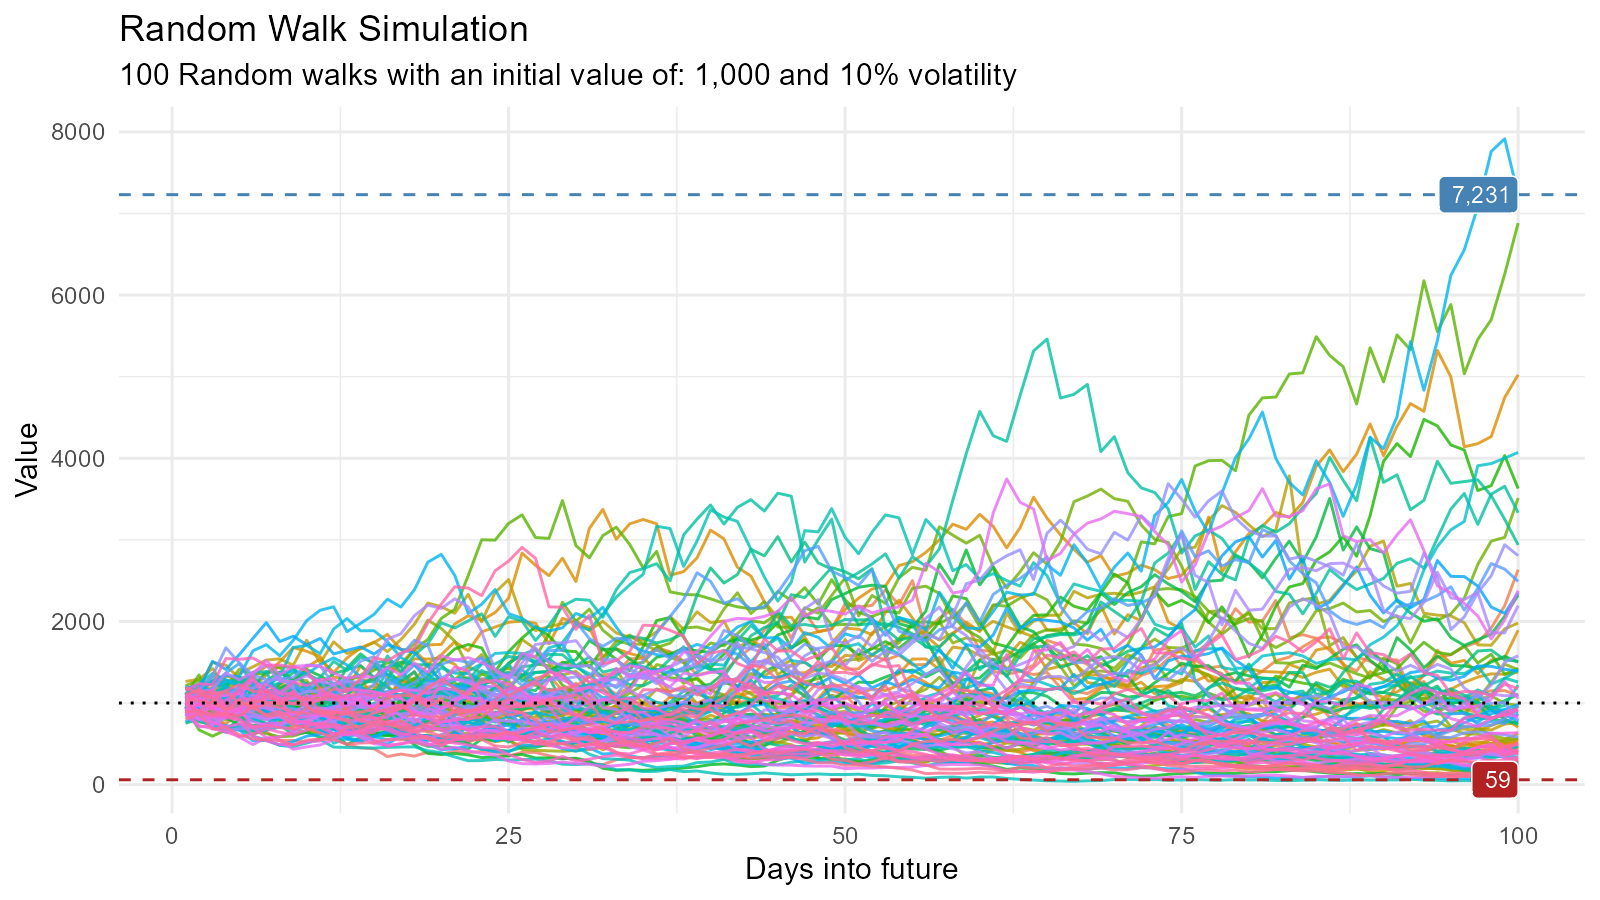 Random Walk Simulation
100 Random walks with an initial value of: 1,000 and 10% volatility
8000
7,231
6000
Value
4000
2000
0
59
0 25 50 75 100
Days into future